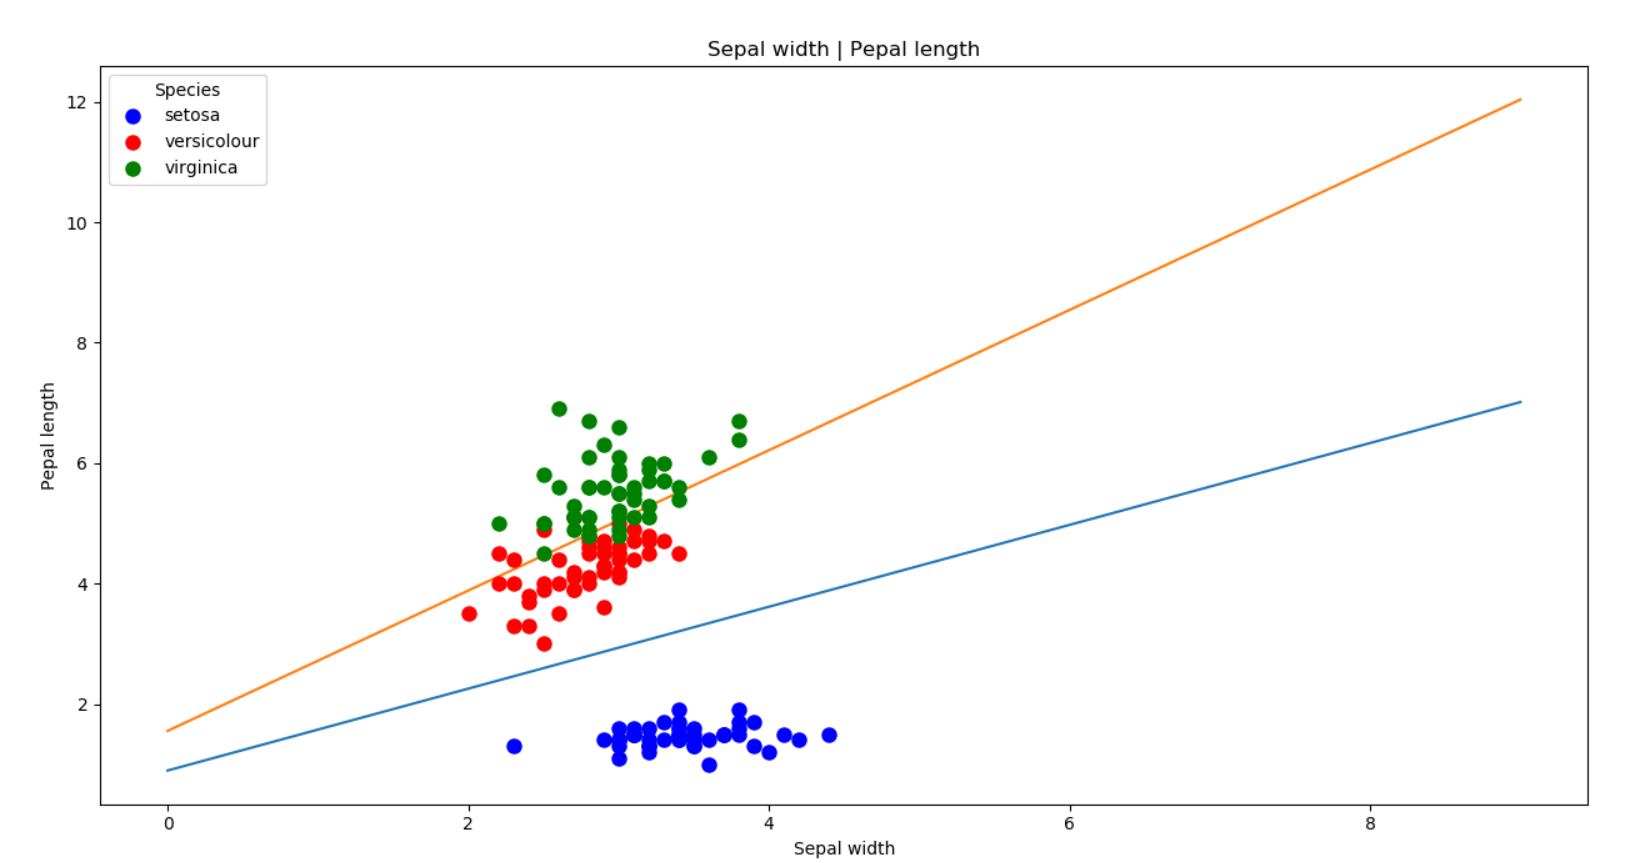 Sepal width | Pepal length
Species
setosa
versicolour
virginica
12
10
8
6
4
2
Pepal length
0 2 4 6 8
Sepal width